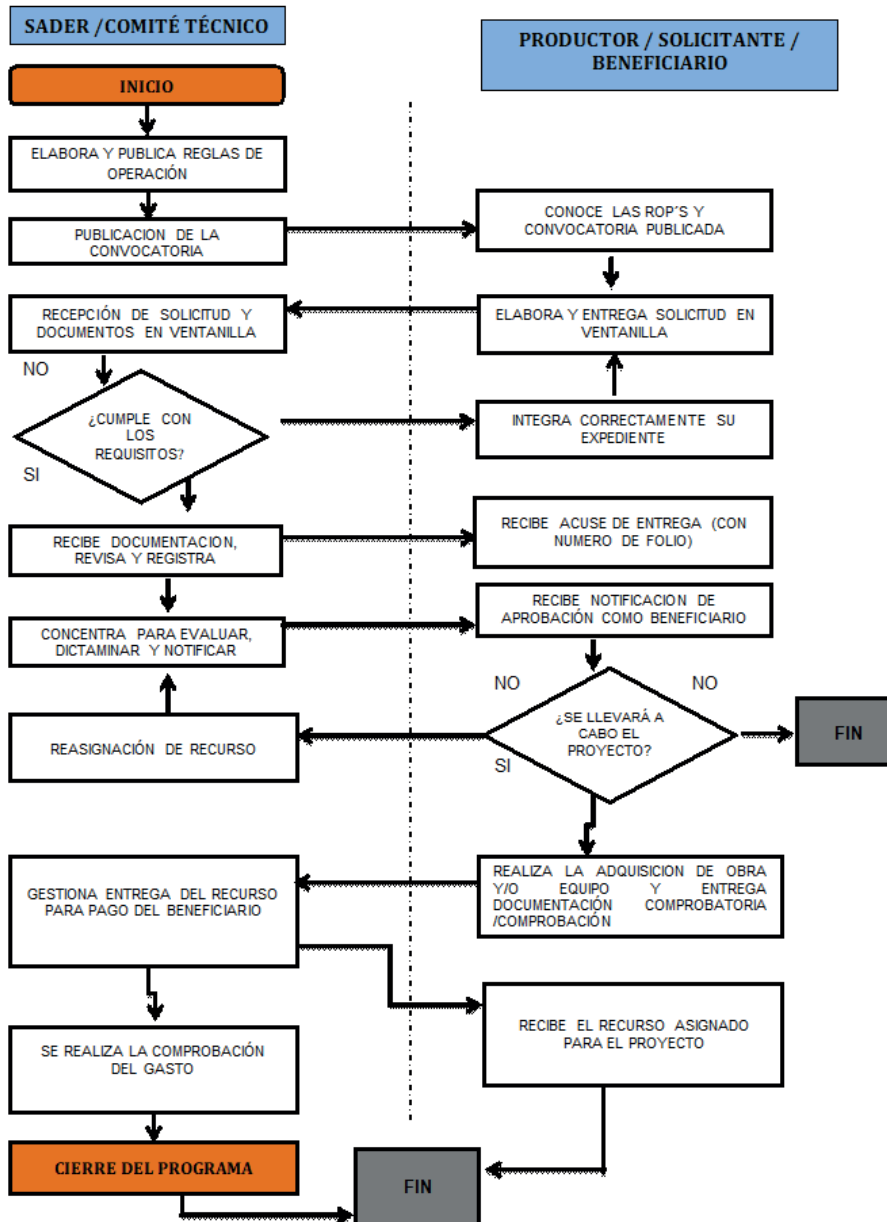 SADER /COMITÉ TÉCNICO
PRODUCTOR / SOLICITANTE /
BENEFICIARIO
INICIO
ELABORA Y PUBLICA REGLAS DE
OPERACIÓN
PUBLICACION DE LA
CONVOCATORIA
CONOCE LAS ROP´S Y
CONVOCATORIA PUBLICADA
RECEPCIÓN DE SOLICITUD Y
DOCUMENTOS EN VENTANILLA
ELABORA Y ENTREGA SOLICITUD EN
VENTANILLA
NO
¿CUMPLE CON
LOS
REQUISITOS?
SI
INTEGRA CORRECTAMENTE SU
EXPEDIENTE
RECIBE DOCUMENTACION,
REVISA Y REGISTRA
RECIBE ACUSE DE ENTREGA (CON
NUMERO DE FOLIO)
CONCENTRA PARA EVALUAR,
DICTAMINAR Y NOTIFICAR
RECIBE NOTIFICACION DE
APROBACIÓN COMO BENEFICIARIO
NO
NO
¿SE LLEVARÁ A
CABO EL
PROYECTO?
SI
FIN
REASIGNACIÓN DE RECURSO
REALIZA LA ADQUISICION DE OBRA
Y/O EQUIPO Y ENTREGA
DOCUMENTACIÓN COMPROBATORIA
/COMPROBACIÓN
GESTIONA ENTREGA DEL RECURSO
PARA PAGO DEL BENEFICIARIO
RECIBE EL RECURSO ASIGNADO
PARA EL PROYECTO
SE REALIZA LA COMPROBACIÓN
DEL GASTO
CIERRE DEL PROGRAMA
FIN